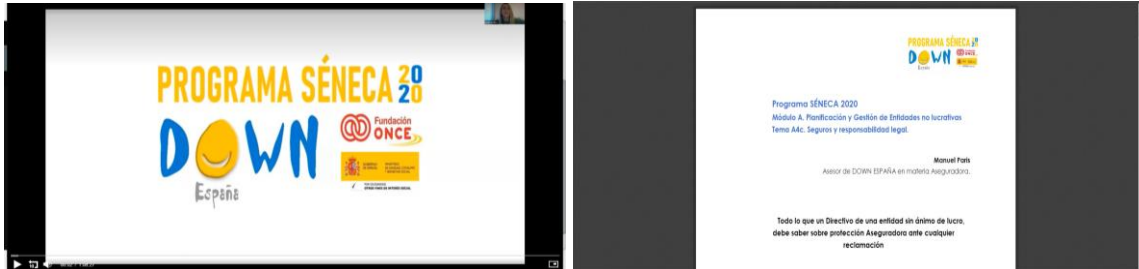 PROGRAMA SÉNECA 2020
DOWN
España
Fundación
ONCE
PROGRAMA SÉNECA 2020
DOWN
España
Programa SÉNECA 2020
Módulo A. Planificación y Gestión de Entidades no lucrativas
Tema A4c. Seguros y responsabilidad legal.
Manuel París
Asesor de DOWN ESPAÑA en materia Aseguradora.
Todo lo que un Directivo de una entidad sin ánimo de lucro,
debe saber sobre protección Aseguradora ante cualquier
reclamación